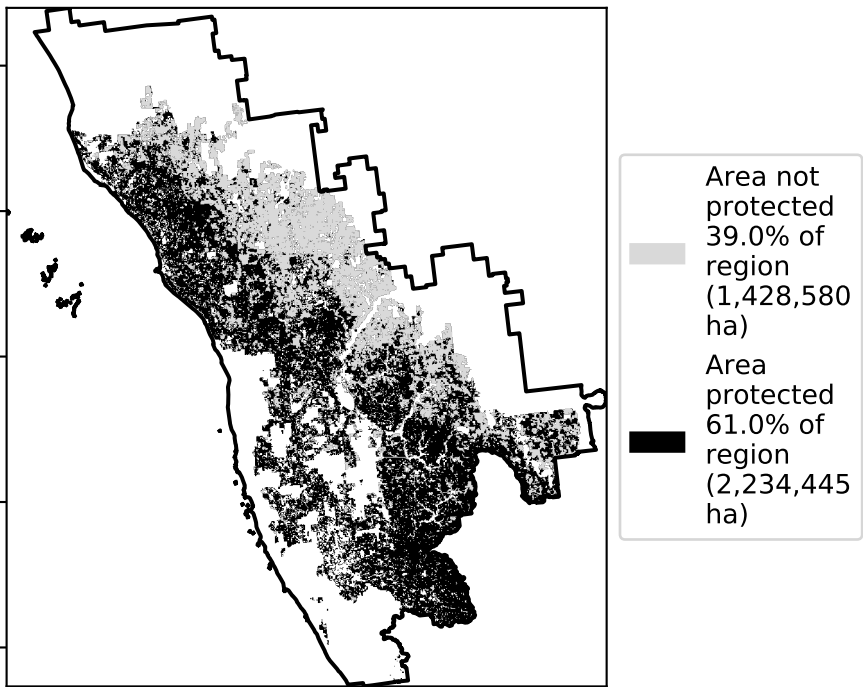 Area not
protected
39.0% of
region
(1,428,580
ha)
Area
protected
61.0% of
region
(2,234,445
ha)